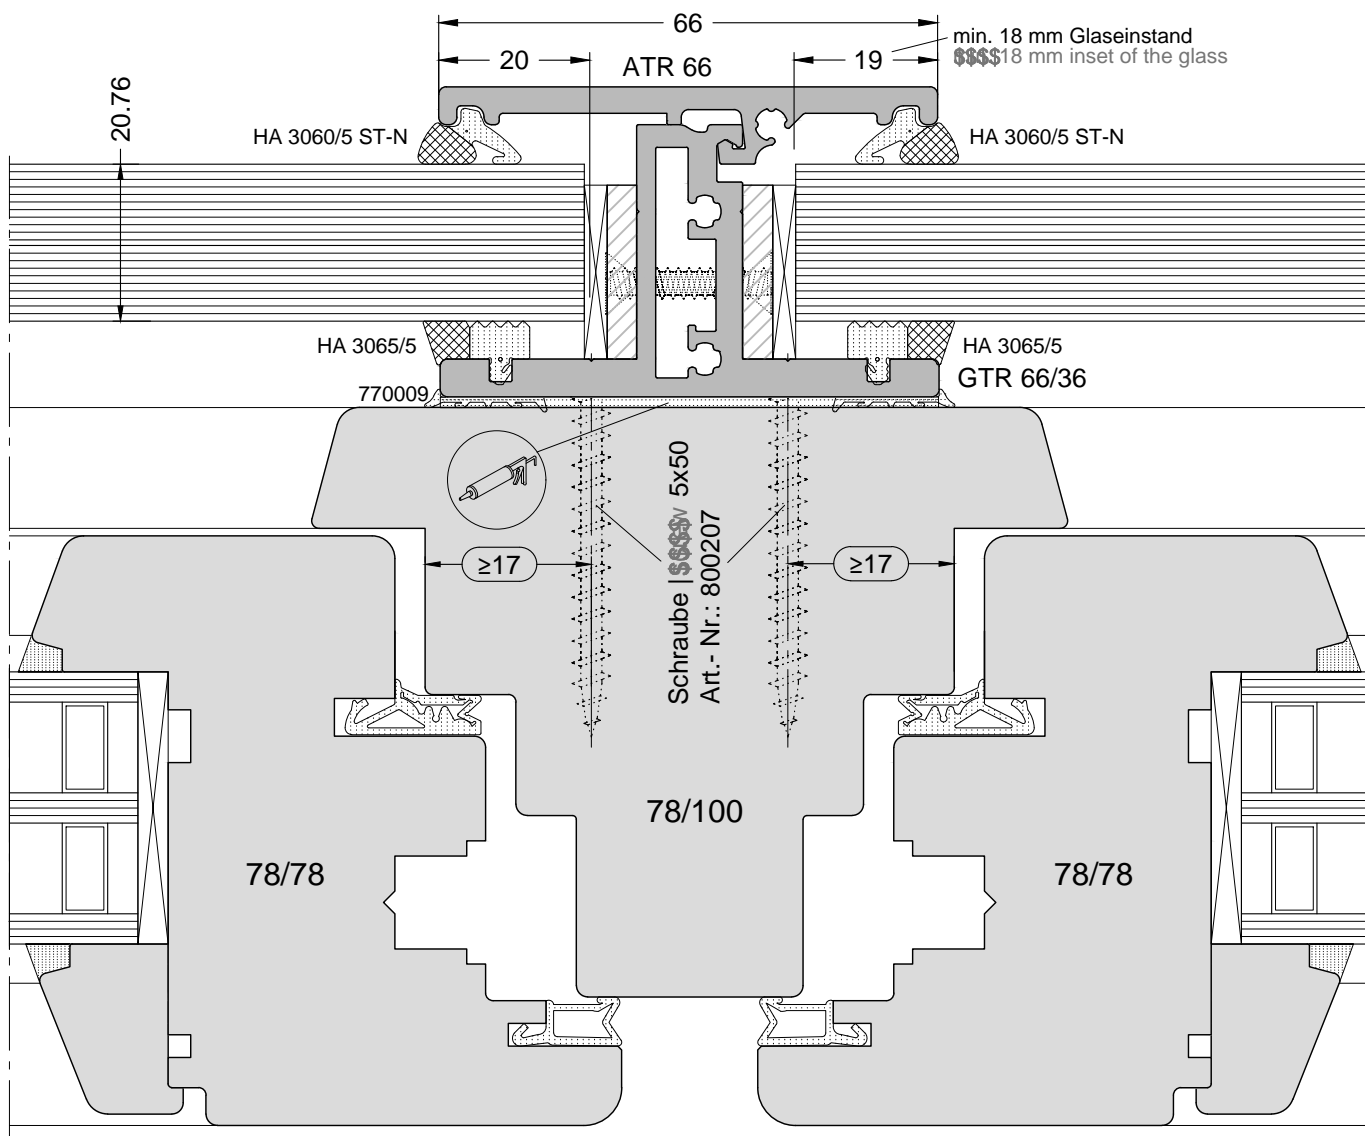 66
min. 18 mm Glaseinstand
18 mm inset of the glass
20
ATR 66
19
20.76
HA 3060/5 ST-N
HA 3060/5 ST-N
HA 3065/5
HA 3065/5
GTR 66/36
770009
Schraube | 5x50
Art.- Nr.: 800207
≥17
≥17
78/100
78/78
78/78